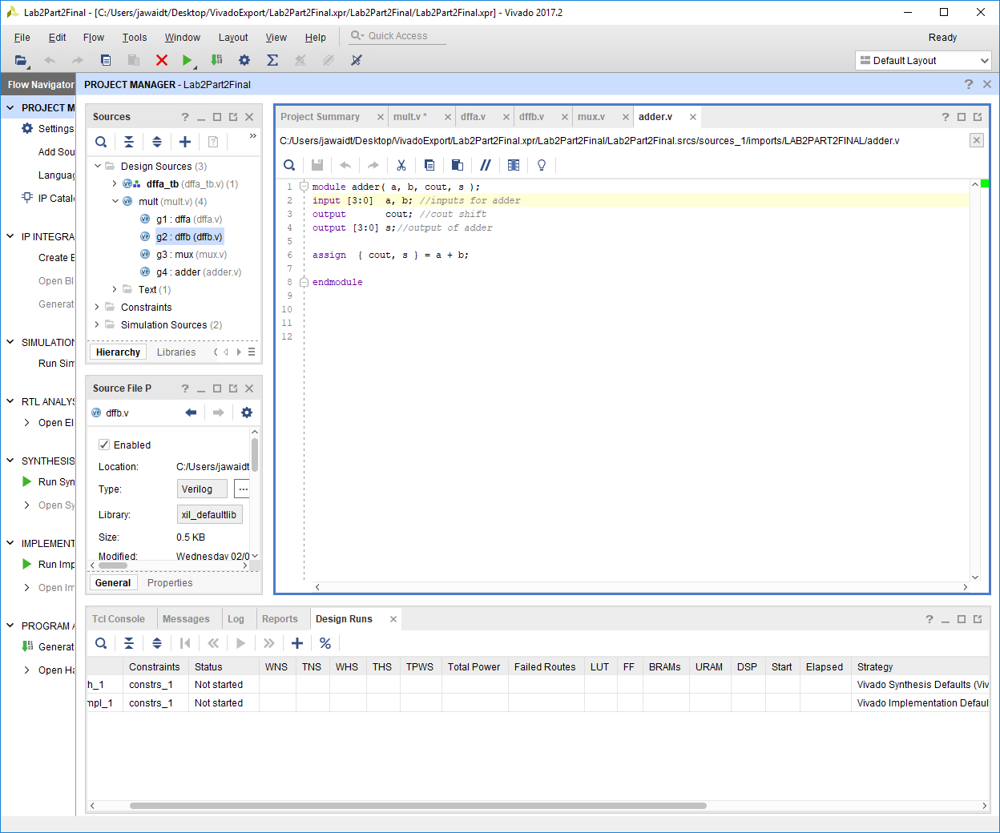 Lab2Part2Final - [C:/Users/jawaidt/Desktop/VivadoExport/Lab2Part2Final.xpr/Lab2Part2Final/Lab2Part2Final.xpr] - Vivado 2017.2
File Edit Flow Tools Window Layout View Help Quick Access Ready
Default Layout
Flow Navigator
PROJECT M
Settings
Add Sou
Languag
IP Catal
IP INTEGRA
Create B
Open Bl
Generat
SIMULATION
Run Sim
RTL ANALYS
Open El
SYNTHESIS
Run Syn
Open Sy
IMPLEMENT
Run Imp
Open Im
PROGRAM A
Generat
Open Ha
PROJECT MANAGER - Lab2Part2Final
Sources
Design Sources (3)
dffa_tb (dffa_tb.v) (1)
mult (mult.v) (4)
g1 : dffa (dffa.v)
g2 : dffb (dffb.v)
g3 : mux (mux.v)
g4 : adder (adder.v)
Text (1)
Constraints
Simulation Sources (2)
Hierarchy Libraries
Source File P
dffb.v
Enabled
Location: C:/Users/jawaidt
Type: Verilog ...
Library: xil_defaultlib
Size: 0.5 KB
Modified: Wednesday 02/0
General Properties
Project Summary mult.v * dffa.v dffb.v mux.v adder.v
C:/Users/jawaidt/Desktop/VivadoExport/Lab2Part2Final.xpr/Lab2Part2Final/Lab2Part2Final.srcs/sources_1/imports/LAB2PART2FINAL/adder.v
1 module adder( a, b, cout, s );
2 input [3:0]  a, b; //inputs for adder
3 output       cout; //cout shift
4 output [3:0] s;//output of adder
5
6 assign  { cout, s } = a + b;
7
8 endmodule
9
10
11
12
Tcl Console Messages Log Reports Design Runs
Constraints Status WNS TNS WHS THS TPWS Total Power Failed Routes LUT FF BRAMs URAM DSP Start Elapsed Strategy
h_1 constrs_1 Not started Vivado Synthesis Defaults (Viv
mpl_1 constrs_1 Not started Vivado Implementation Defaul